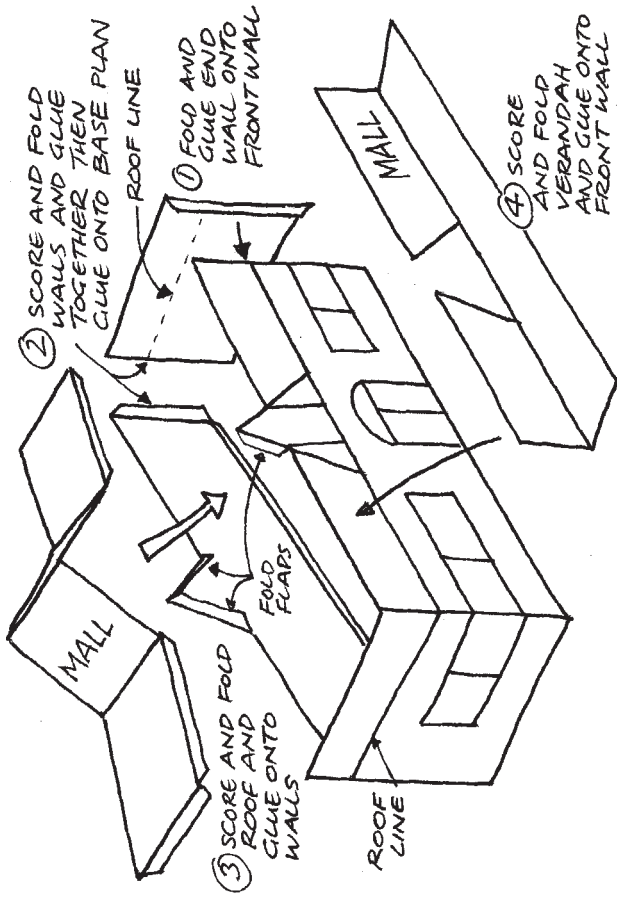 ① FOLD AND
GLUE END
WALL ONTO
FRONT WALL
② SCORE AND FOLD
WALLS AND GLUE
TOGETHER THEN
GLUE ONTO BASE PLAN
ROOF LINE
③ SCORE AND FOLD
ROOF AND
GLUE ONTO
WALLS
④ SCORE
AND FOLD
VERANDAH
AND GLUE ONTO
FRONT WALL
MALL
MALL
FOLD
FLAPS
ROOF
LINE